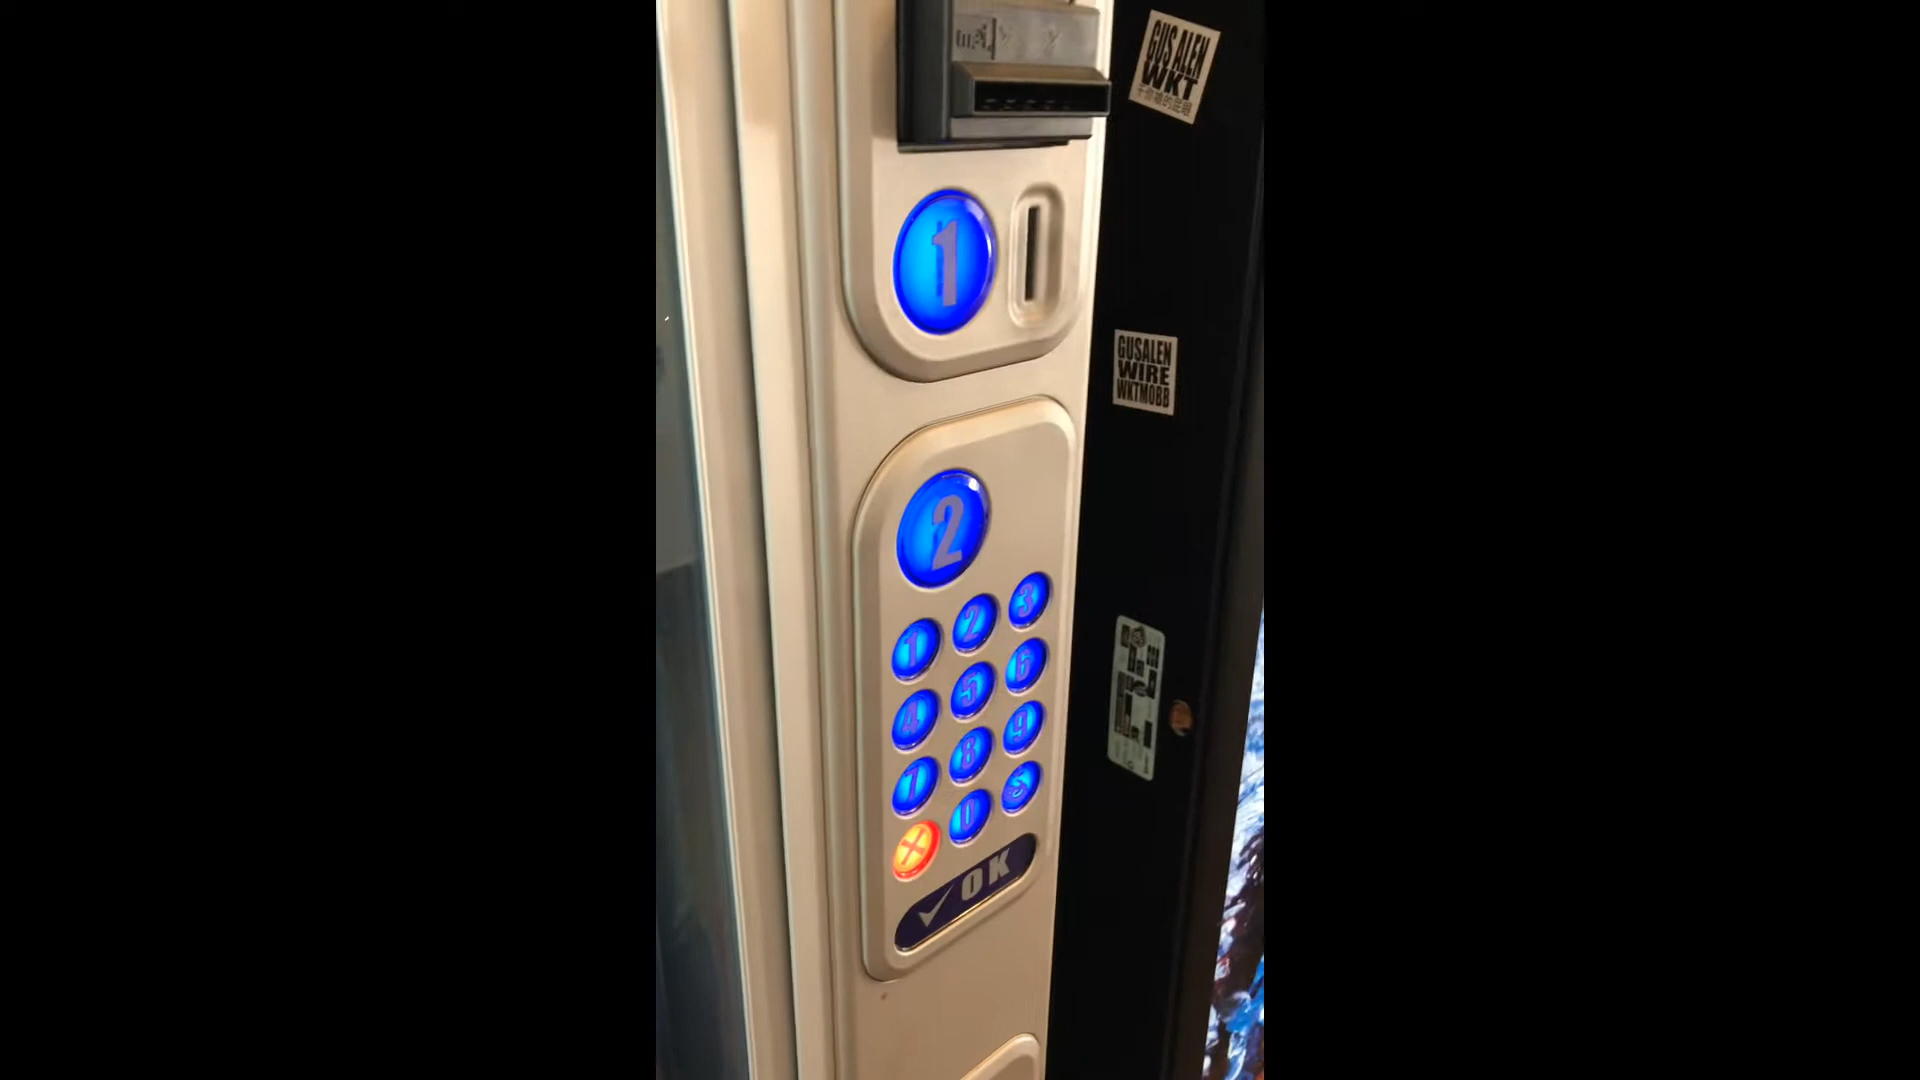 GUS ALEN
WKT
1
GUSALEN
WIRE
WKTMOBB
2
1 2 3
4 5 6
7 8 9
0
OK